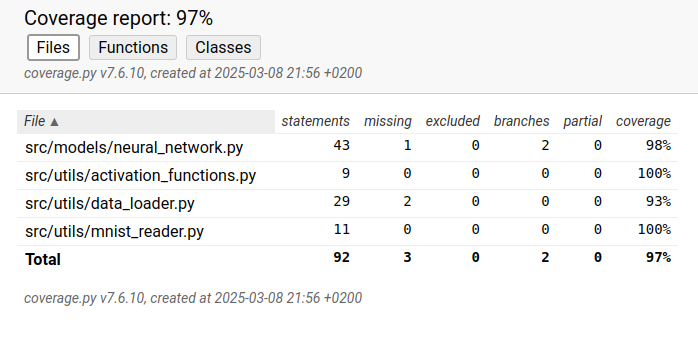 Coverage report: 97%
Files Functions Classes
coverage.py v7.6.10, created at 2025-03-08 21:56 +0200
File ▲ statements missing excluded branches partial coverage
src/models/neural_network.py 43 1 0 2 0 98%
src/utils/activation_functions.py 9 0 0 0 0 100%
src/utils/data_loader.py 29 2 0 0 0 93%
src/utils/mnist_reader.py 11 0 0 0 0 100%
Total 92 3 0 2 0 97%
coverage.py v7.6.10, created at 2025-03-08 21:56 +0200